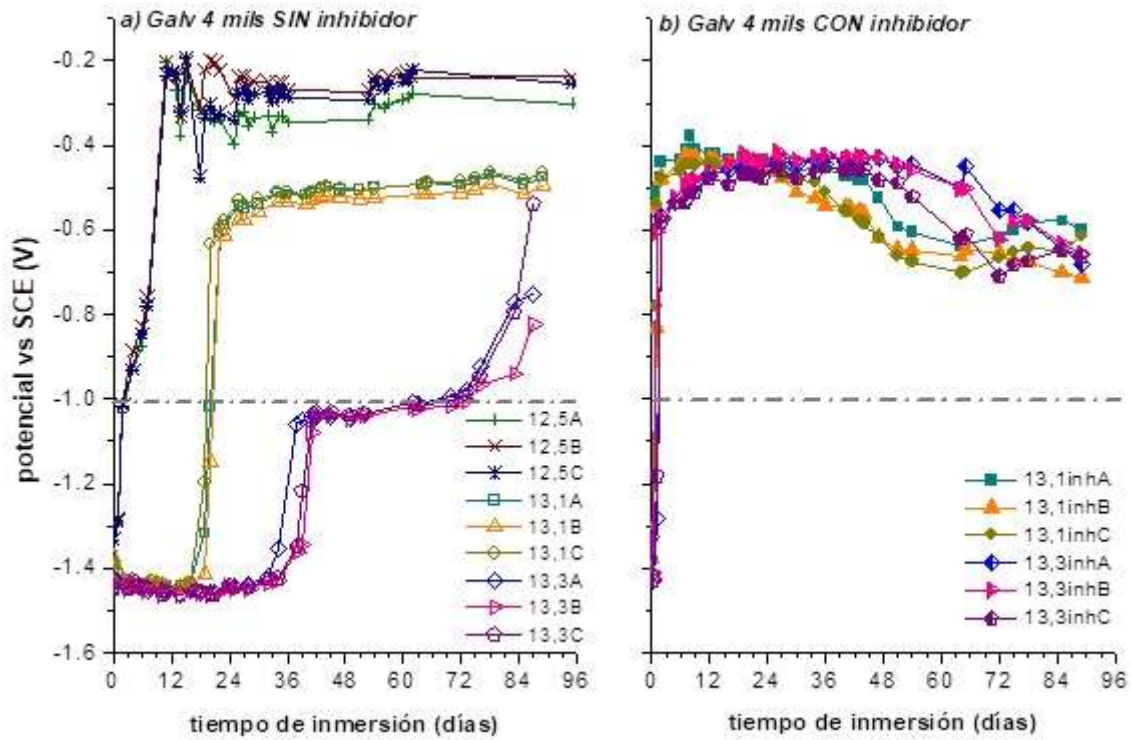 a) Galv 4 mils SIN inhibidor
b) Galv 4 mils CON inhibidor
potencial vs SCE (V)
-0.2
-0.4
-0.6
-0.8
-1.0
-1.2
-1.4
-1.6
12,5A
12,5B
12,5C
13,1A
13,1B
13,1C
13,3A
13,3B
13,3C
13,1inhA
13,1inhB
13,1inhC
13,3inhA
13,3inhB
13,3inhC
0 12 24 36 48 60 72 84 96
0 12 24 36 48 60 72 84 96
tiempo de inmersión (días)
tiempo de inmersión (días)